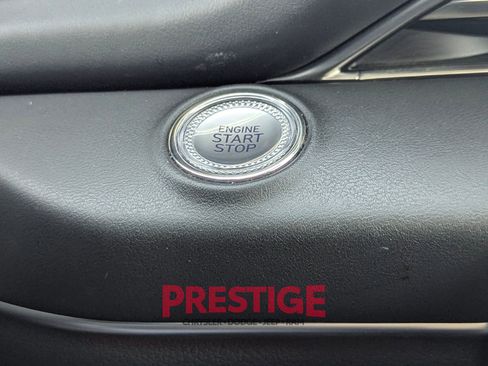 ENGINE
START
STOP
PRESTIGE
CHRYSLER • DODGE • JEEP • RAM